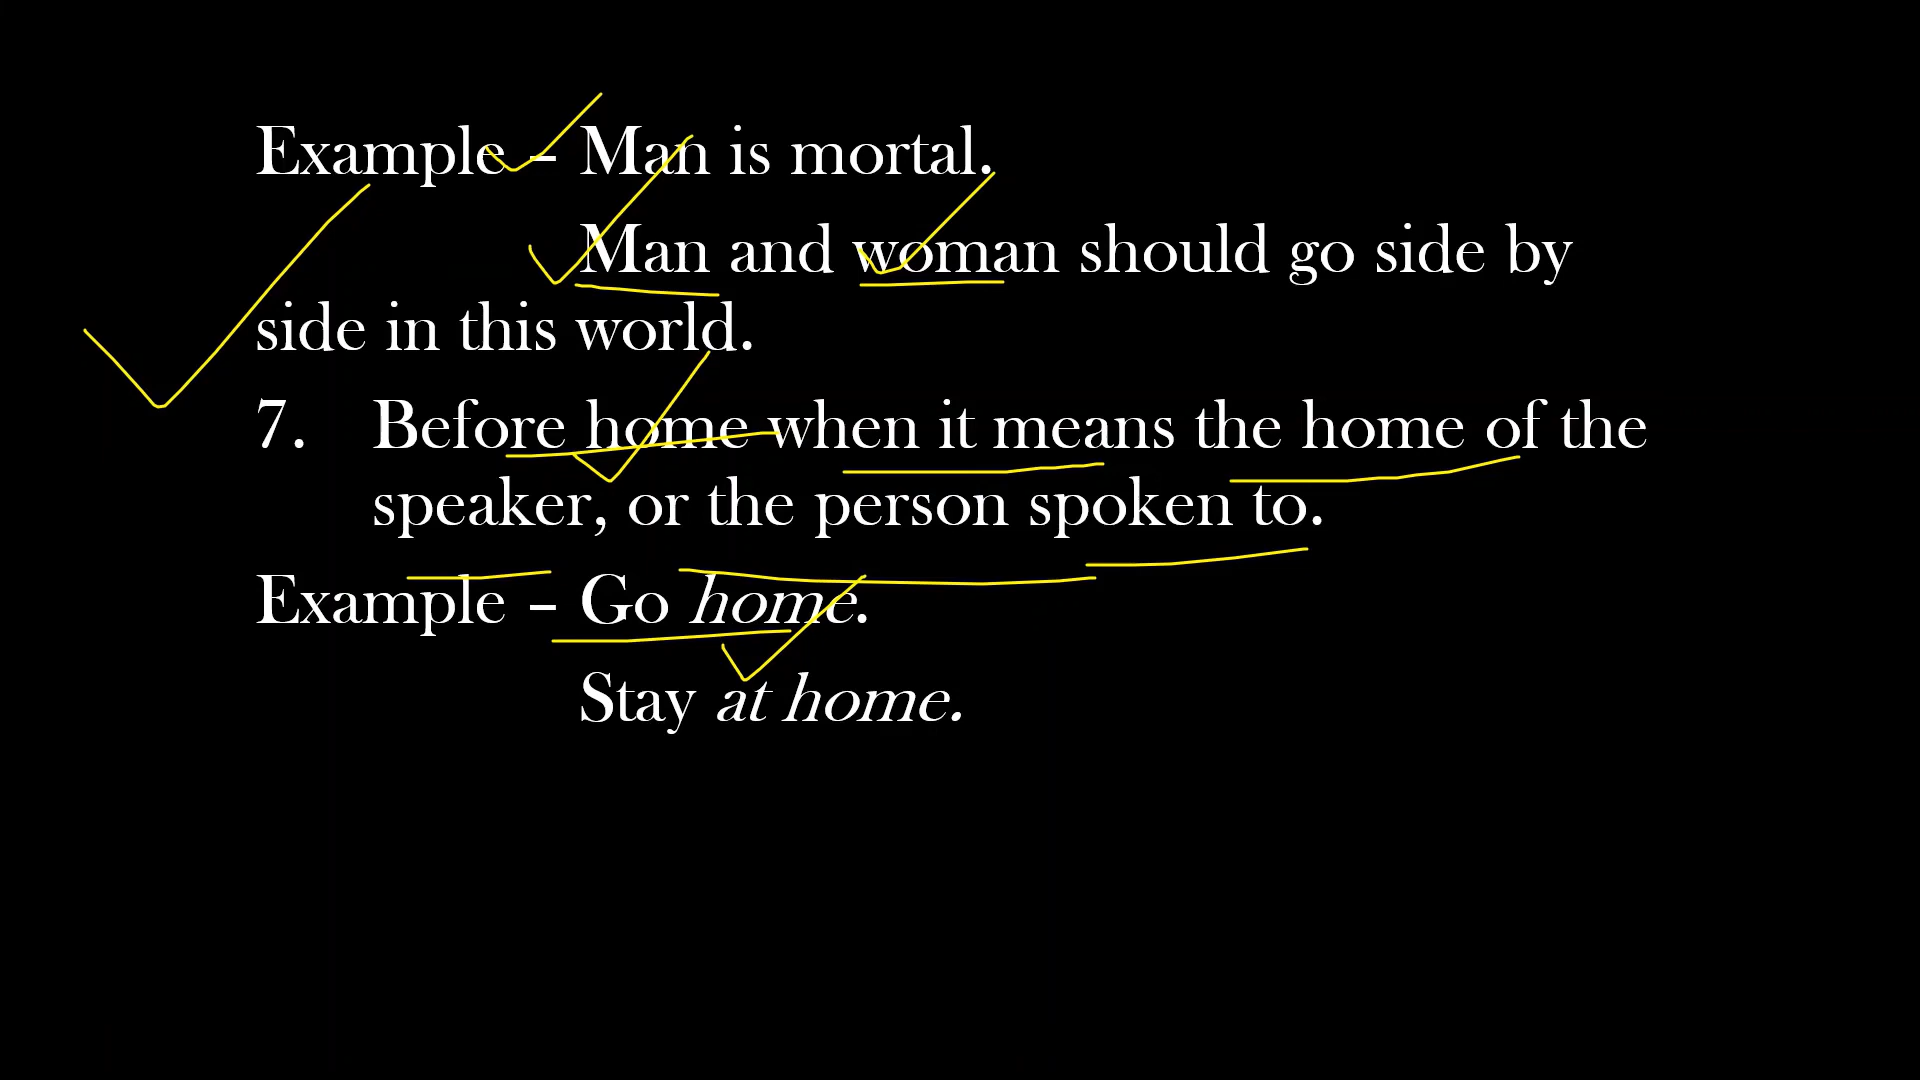 Example – Man is mortal.
Man and woman should go side by
side in this world.
7. Before home when it means the home of the
speaker, or the person spoken to.
Example – Go home.
Stay at home.